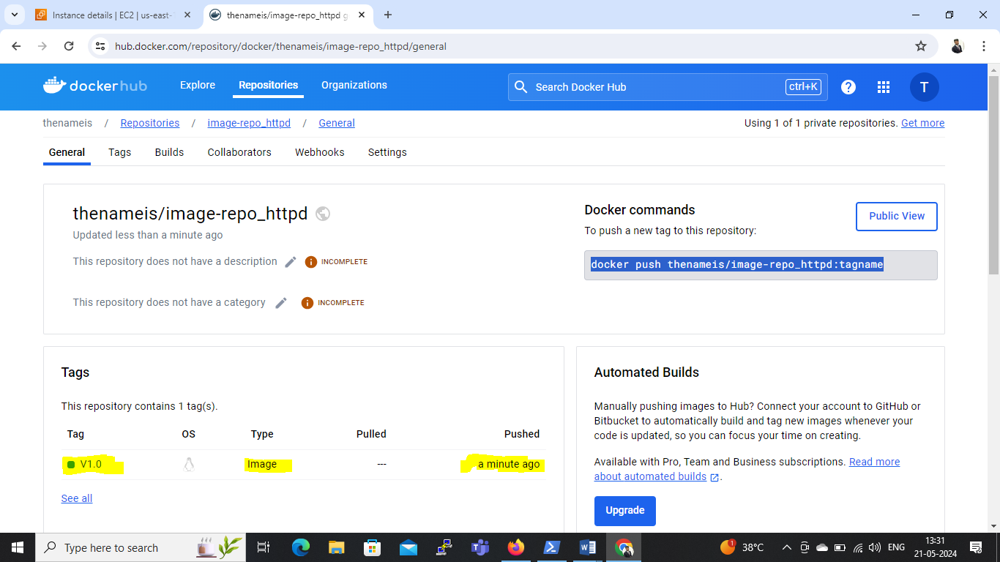 Instance details | EC2 | us-east-
thenameis/image-repo_httpd g
hub.docker.com/repository/docker/thenameis/image-repo_httpd/general
dockerhub
Explore
Repositories
Organizations
Search Docker Hub
ctrl+K
?
T
thenameis / Repositories / image-repo_httpd / General
Using 1 of 1 private repositories. Get more
General
Tags
Builds
Collaborators
Webhooks
Settings
thenameis/image-repo_httpd
Updated less than a minute ago
This repository does not have a description
INCOMPLETE
This repository does not have a category
INCOMPLETE
Docker commands
Public View
To push a new tag to this repository:
docker push thenameis/image-repo_httpd:tagname
Tags
This repository contains 1 tag(s).
Tag OS Type Pulled Pushed
V1.0 Image --- a minute ago
See all
Automated Builds
Manually pushing images to Hub? Connect your account to GitHub or
Bitbucket to automatically build and tag new images whenever your
code is updated, so you can focus your time on creating.
Available with Pro, Team and Business subscriptions. Read more
about automated builds .
Upgrade
Type here to search
1
38°C
ENG
13:31
21-05-2024